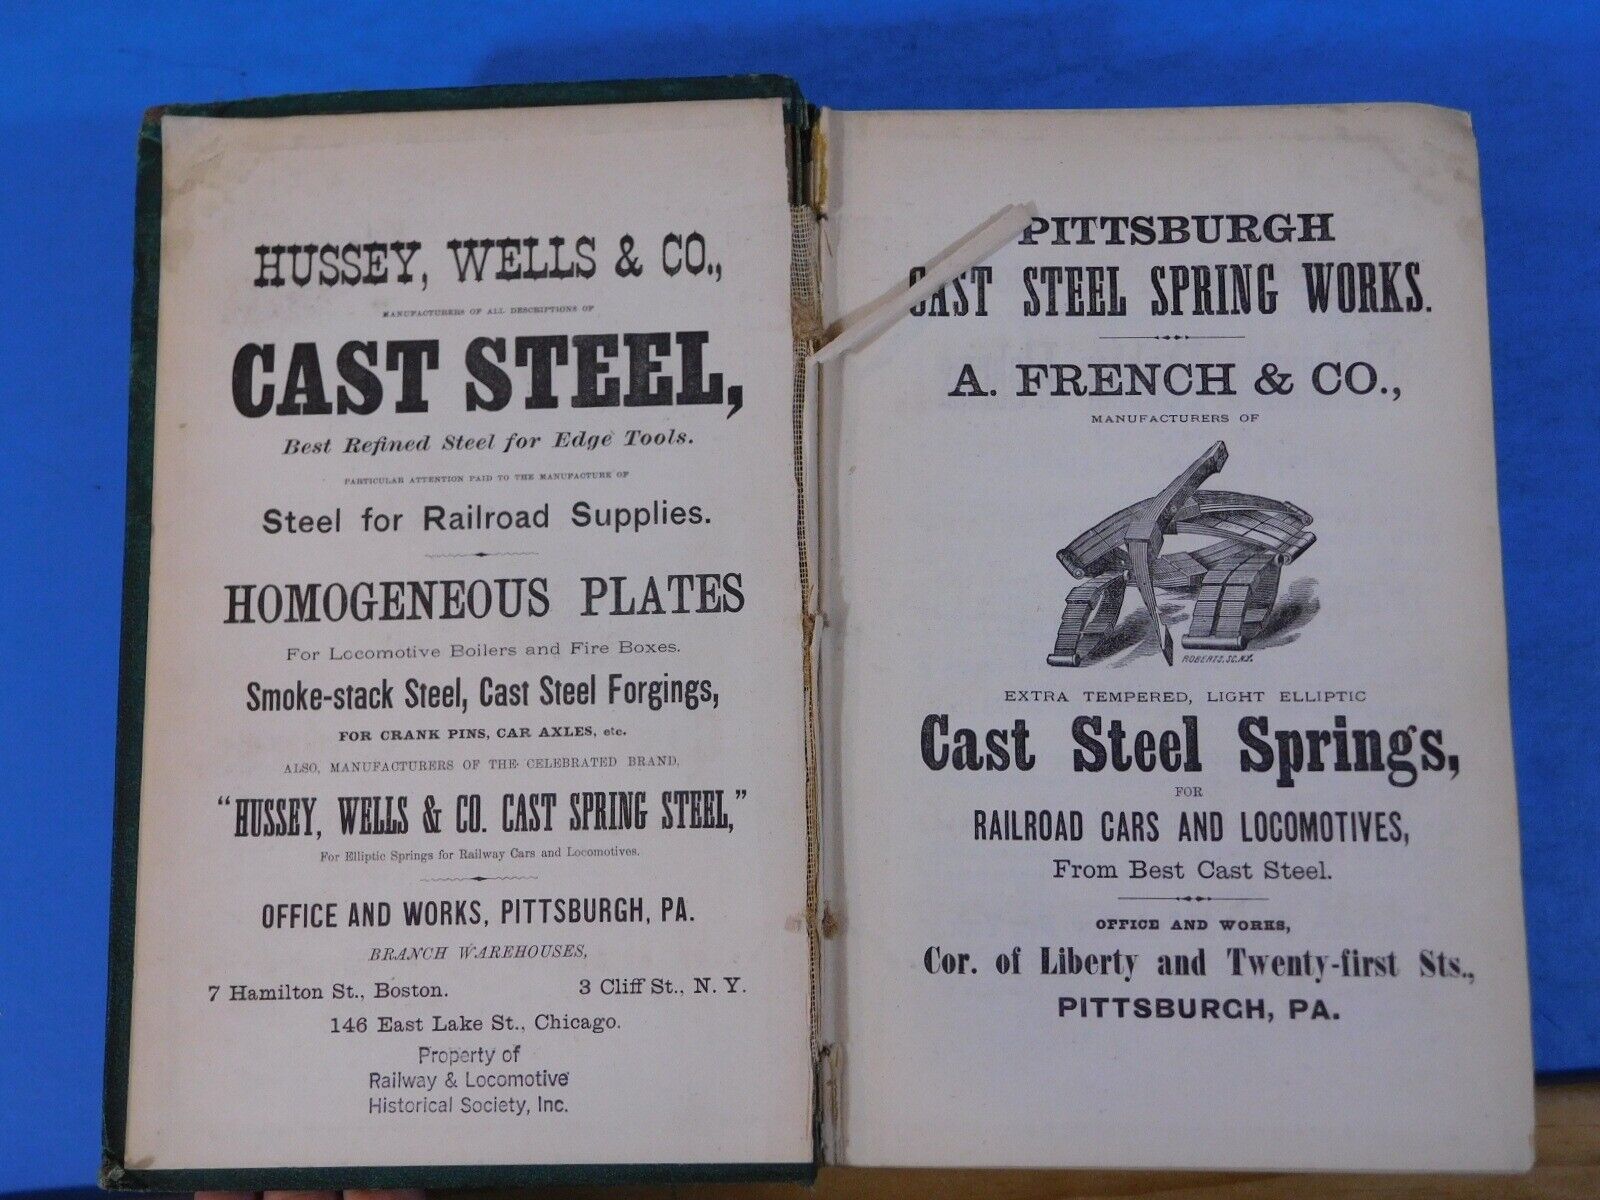 HUSSEY, WELLS & CO.,
MANUFACTURERS OF ALL DESCRIPTIONS OF
CAST STEEL,
Best Refined Steel for Edge Tools.
PARTICULAR ATTENTION PAID TO THE MANUFACTURE OF
Steel for Railroad Supplies.
HOMOGENEOUS PLATES
For Locomotive Boilers and Fire Boxes.
Smoke-stack Steel, Cast Steel Forgings,
FOR CRANK PINS, CAR AXLES, etc.
ALSO, MANUFACTURERS OF THE CELEBRATED BRAND,
"HUSSEY, WELLS & CO. CAST SPRING STEEL,"
For Elliptic Springs for Railway Cars and Locomotives.
OFFICE AND WORKS, PITTSBURGH, PA.
BRANCH WAREHOUSES,
7 Hamilton St., Boston. 3 Cliff St., N. Y.
146 East Lake St., Chicago.
Property of
Railway & Locomotive
Historical Society, Inc.
PITTSBURGH
CAST STEEL SPRING WORKS.
A. FRENCH & CO.,
MANUFACTURERS OF
ROBERTS, SC. N.Y.
EXTRA TEMPERED, LIGHT ELLIPTIC
Cast Steel Springs,
FOR
RAILROAD CARS AND LOCOMOTIVES,
From Best Cast Steel.
OFFICE AND WORKS,
Cor. of Liberty and Twenty-first Sts.,
PITTSBURGH, PA.